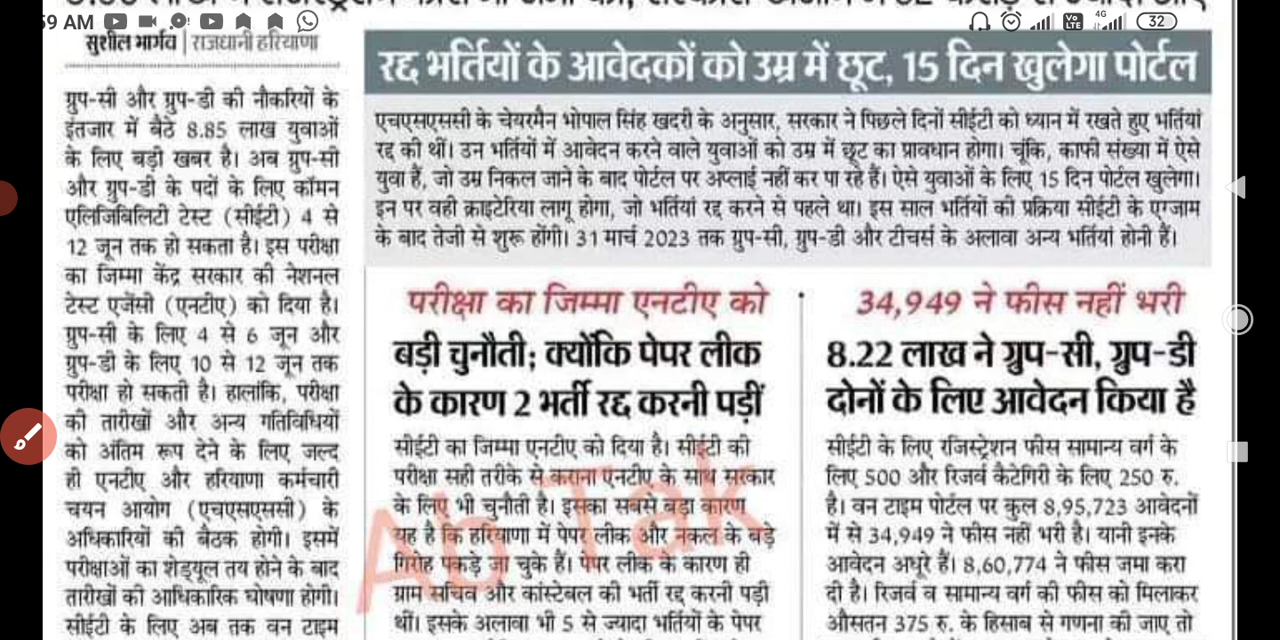 59 AM
VoLTE 4G 32
सुशील भार्गव | राजधानी हरियाणा
ग्रुप-सी और ग्रुप-डी की नौकरियों के
इंतजार में बैठे 8.85 लाख युवाओं
के लिए बड़ी खबर है। अब ग्रुप-सी
और ग्रुप-डी के पदों के लिए कॉमन
एलिजिबिलिटी टेस्ट (सीईटी) 4 से
12 जून तक हो सकता है। इस परीक्षा
का जिम्मा केंद्र सरकार की नेशनल
टेस्ट एजेंसी (एनटीए) को दिया है।
ग्रुप-सी के लिए 4 से 6 जून और
ग्रुप-डी के लिए 10 से 12 जून तक
परीक्षा हो सकती है। हालांकि, परीक्षा
की तारीखों और अन्य गतिविधियों
को अंतिम रूप देने के लिए जल्द
ही एनटीए और हरियाणा कर्मचारी
चयन आयोग (एचएसएससी) के
अधिकारियों की बैठक होगी। इसमें
परीक्षाओं का शेड्यूल तय होने के बाद
तारीखों की आधिकारिक घोषणा होगी।
सीईटी के लिए अब तक वन टाइम
रद्द भर्तियों के आवेदकों को उम्र में छूट, 15 दिन खुलेगा पोर्टल
एचएसएससी के चेयरमैन भोपाल सिंह खदरी के अनुसार, सरकार ने पिछले दिनों सीईटी को ध्यान में रखते हुए भर्तियां
रद्द की थीं। उन भर्तियों में आवेदन करने वाले युवाओं को उम्र में छूट का प्रावधान होगा। चूंकि, काफी संख्या में ऐसे
युवा हैं, जो उम्र निकल जाने के बाद पोर्टल पर अप्लाई नहीं कर पा रहे हैं। ऐसे युवाओं के लिए 15 दिन पोर्टल खुलेगा।
इन पर वही क्राइटेरिया लागू होगा, जो भर्तियां रद्द करने से पहले था। इस साल भर्तियों की प्रक्रिया सीईटी के एग्जाम
के बाद तेजी से शुरू होंगी। 31 मार्च 2023 तक ग्रुप-सी, ग्रुप-डी और टीचर्स के अलावा अन्य भर्तियां होनी हैं।
परीक्षा का जिम्मा एनटीए को
बड़ी चुनौती; क्योंकि पेपर लीक
के कारण 2 भर्ती रद्द करनी पड़ीं
सीईटी का जिम्मा एनटीए को दिया है। सीईटी की
परीक्षा सही तरीके से कराना एनटीए के साथ सरकार
के लिए भी चुनौती है। इसका सबसे बड़ा कारण
यह है कि हरियाणा में पेपर लीक और नकल के बड़े
गिरोह पकड़े जा चुके हैं। पेपर लीक के कारण ही
ग्राम सचिव और कांस्टेबल की भर्ती रद्द करनी पड़ी
थीं। इसके अलावा भी 5 से ज्यादा भर्तियों के पेपर
Ab Tak
34,949 ने फीस नहीं भरी
8.22 लाख ने ग्रुप-सी, ग्रुप-डी
दोनों के लिए आवेदन किया है
सीईटी के लिए रजिस्ट्रेशन फीस सामान्य वर्ग के
लिए 500 और रिजर्व कैटेगिरी के लिए 250 रु.
है। वन टाइम पोर्टल पर कुल 8,95,723 आवेदनों
में से 34,949 ने फीस नहीं भरी है। यानी इनके
आवेदन अधूरे हैं। 8,60,774 ने फीस जमा करा
दी है। रिजर्व व सामान्य वर्ग की फीस को मिलाकर
औसतन 375 रु. के हिसाब से गणना की जाए तो